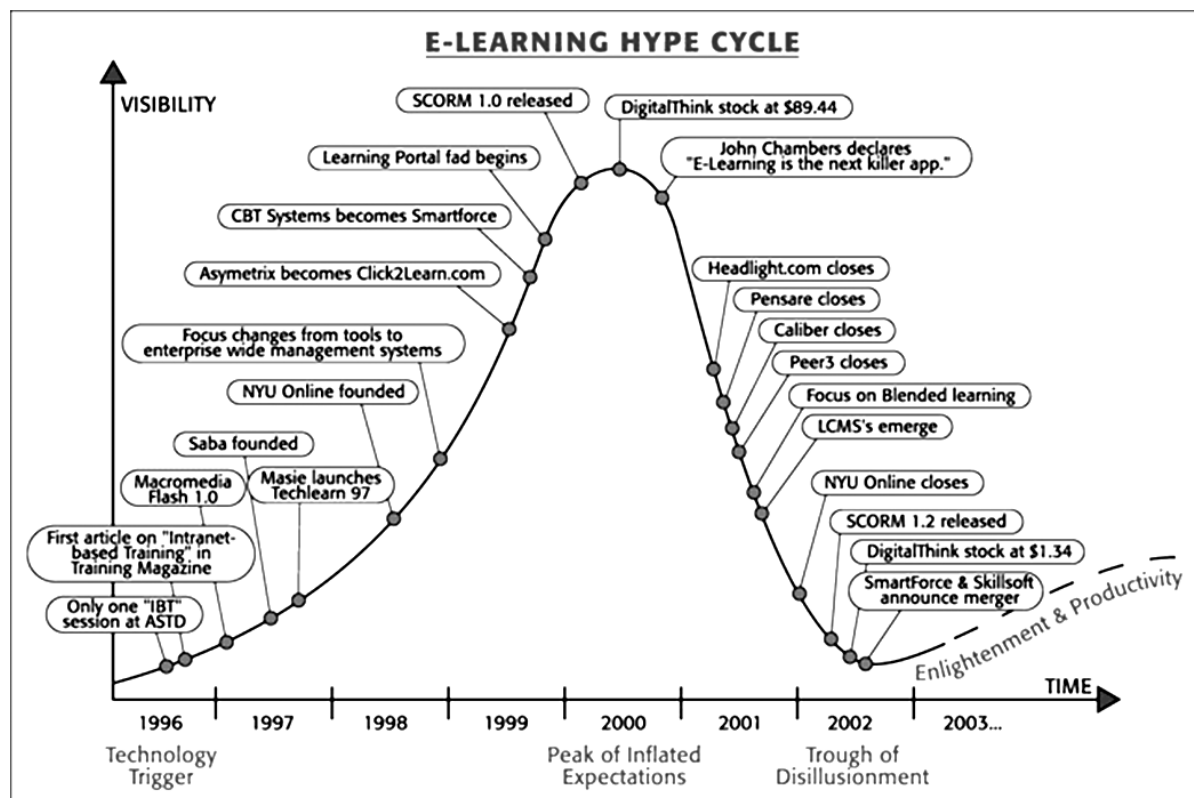 E-LEARNING HYPE CYCLE
VISIBILITY
SCORM 1.0 released
DigitalThink stock at $89.44
John Chambers declares
"E-Learning is the next killer app."
Learning Portal fad begins
CBT Systems becomes Smartforce
Asymetrix becomes Click2Learn.com
Focus changes from tools to
enterprise wide management systems
NYU Online founded
Saba founded
Macromedia
Flash 1.0
Masie launches
Techlearn 97
First article on "Intranet-
based Training" in
Training Magazine
Only one "IBT"
session at ASTD
Headlight.com closes
Pensare closes
Caliber closes
Peer3 closes
Focus on Blended learning
LCMS's emerge
NYU Online closes
SCORM 1.2 released
DigitalThink stock at $1.34
SmartForce & Skillsoft
announce merger
Enlightenment & Productivity
TIME
1996
1997
1998
1999
2000
2001
2002
2003...
Technology
Trigger
Peak of Inflated
Expectations
Trough of
Disillusionment